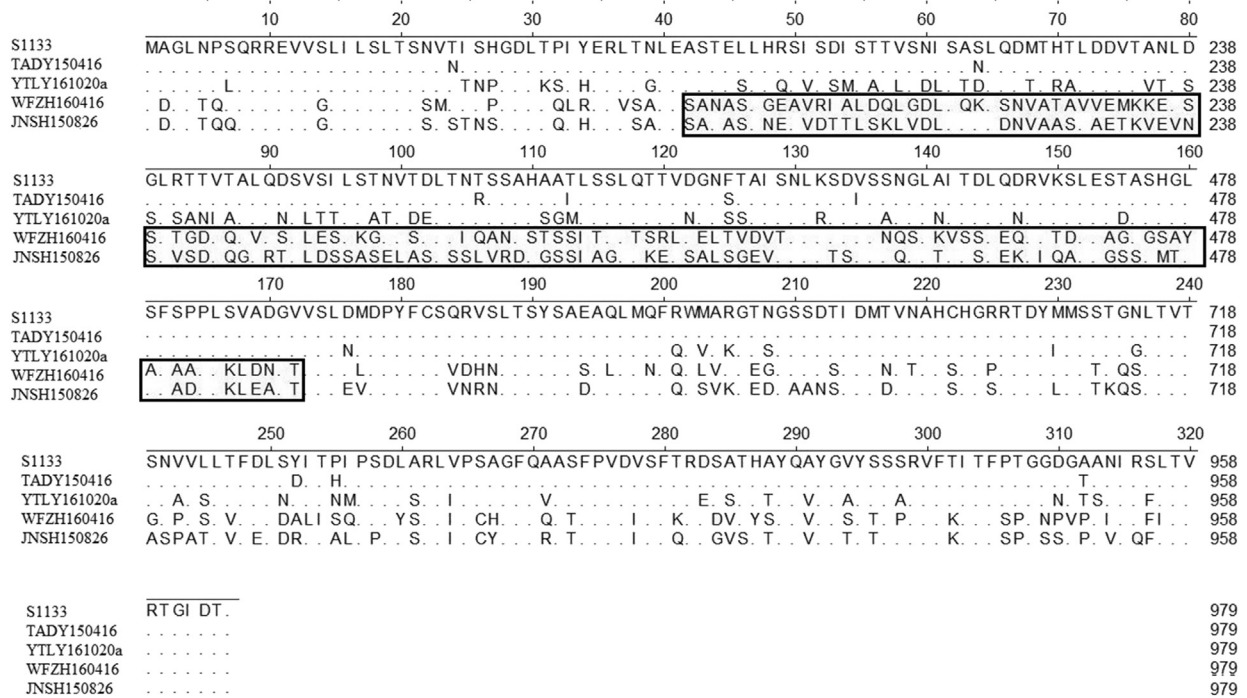 10 20 30 40 50 60 70 80
S1133 MAGLNPSQRREVVSLILSLTSNVTISHGDLTPIYERLTNLEASTELLHRSISDISTTVSNISASLQDMTHTLDDVTANLD 238
TADY150416 .......................N.......................................N................ 238
YTLY161020a ......L.................TNP...KS.H....G......S..Q.V.SM.A.L.DL.TD...T.RA.....VT.S 238
WFZH160416 .D..TQ.......G.......SM...P....QLR..VSA..SANAS.GEAVRIALDQLGDL.QK.SNVATAVVEMKKE.S 238
JNSH150826 .D..TQQ......G.......S.STNS....Q.H...SA..SA.AS.NE.VDTTLSKLVDL....DNVAAS.AETKVEVN 238
90 100 110 120 130 140 150 160
S1133 GLRTTVTALQDSVSILSTNVTDLTNTSSAHAATLSSLQTTVDGNFTAISNLKSDVSSNGLAITDLQDRVKSLESTASHGL 478
TADY150416 .........................R......I...........S.........I......................... 478
YTLY161020a S.SANIA...N.LTT..AT.DE........SGM........N..SS......R....A...N.....N.......D.... 478
WFZH160416 S.TGD.Q.V.S.LES.KG..S...IQAN.STSSIT..TSRL.ELTVDVT.......NQS.KVSS.EQ..TD..AG.GSAY 478
JNSH150826 S.VSD.QG.RT.LDSSASELAS.SSLVRD.GSSIAG..KE.SALSGEV.....TS...Q..T...S.EK.IQA..GSS.MT. 478
170 180 190 200 210 220 230 240
S1133 SFSPPLSVADGVVSLDMDPYFCSQRVSLTSYSAEAQLMQFRWMARGTNGSSDTIDMTVNAHCHGRRTDYMMSSTGNLTVT 718
TADY150416 ................................................................................ 718
YTLY161020a ...............N........................Q.V.K..S.....................I.....G.... 718
WFZH160416 A.AA..KLDN.T....L......VDHN......S.L..N.Q.LV..EG....S...N.T...S..P.......T.QS... 718
JNSH150826 ..AD..KLEA.T...EV......VNRN......D......Q.SVK.ED.AANS...D....S..S....L..TKQS.... 718
250 260 270 280 290 300 310 320
S1133 SNVVLLTFDLSYITPIPSDLARLVPSAGFQAASFPVDVSFTRDSATHAYQAYGVYSSSRVFTITFPTGGDGAANIRSLTV 958
TADY150416 ...........D..H........................................................T........ 958
YTLY161020a ..A.S.....N...NM....S..I......V...........E.S..T..V..A...A...........N.TS...F... 958
WFZH160416 G.P.S.V...DALISQ...YS..I.CH...Q.T....I..K..DV.YS..V..S.T.P...K...SP.NPVP.I..FI.. 958
JNSH150826 ASPAT.V.E.DR..AL..P..S..I.CY...R.T....I..Q..GVS.T..V..T.T.....K...SP.SS.P.V.QF... 958
S1133 RTGIDT. 979
TADY150416 ....... 979
YTLY161020a ....... 979
WFZH160416 ....... 979
JNSH150826 ....... 979